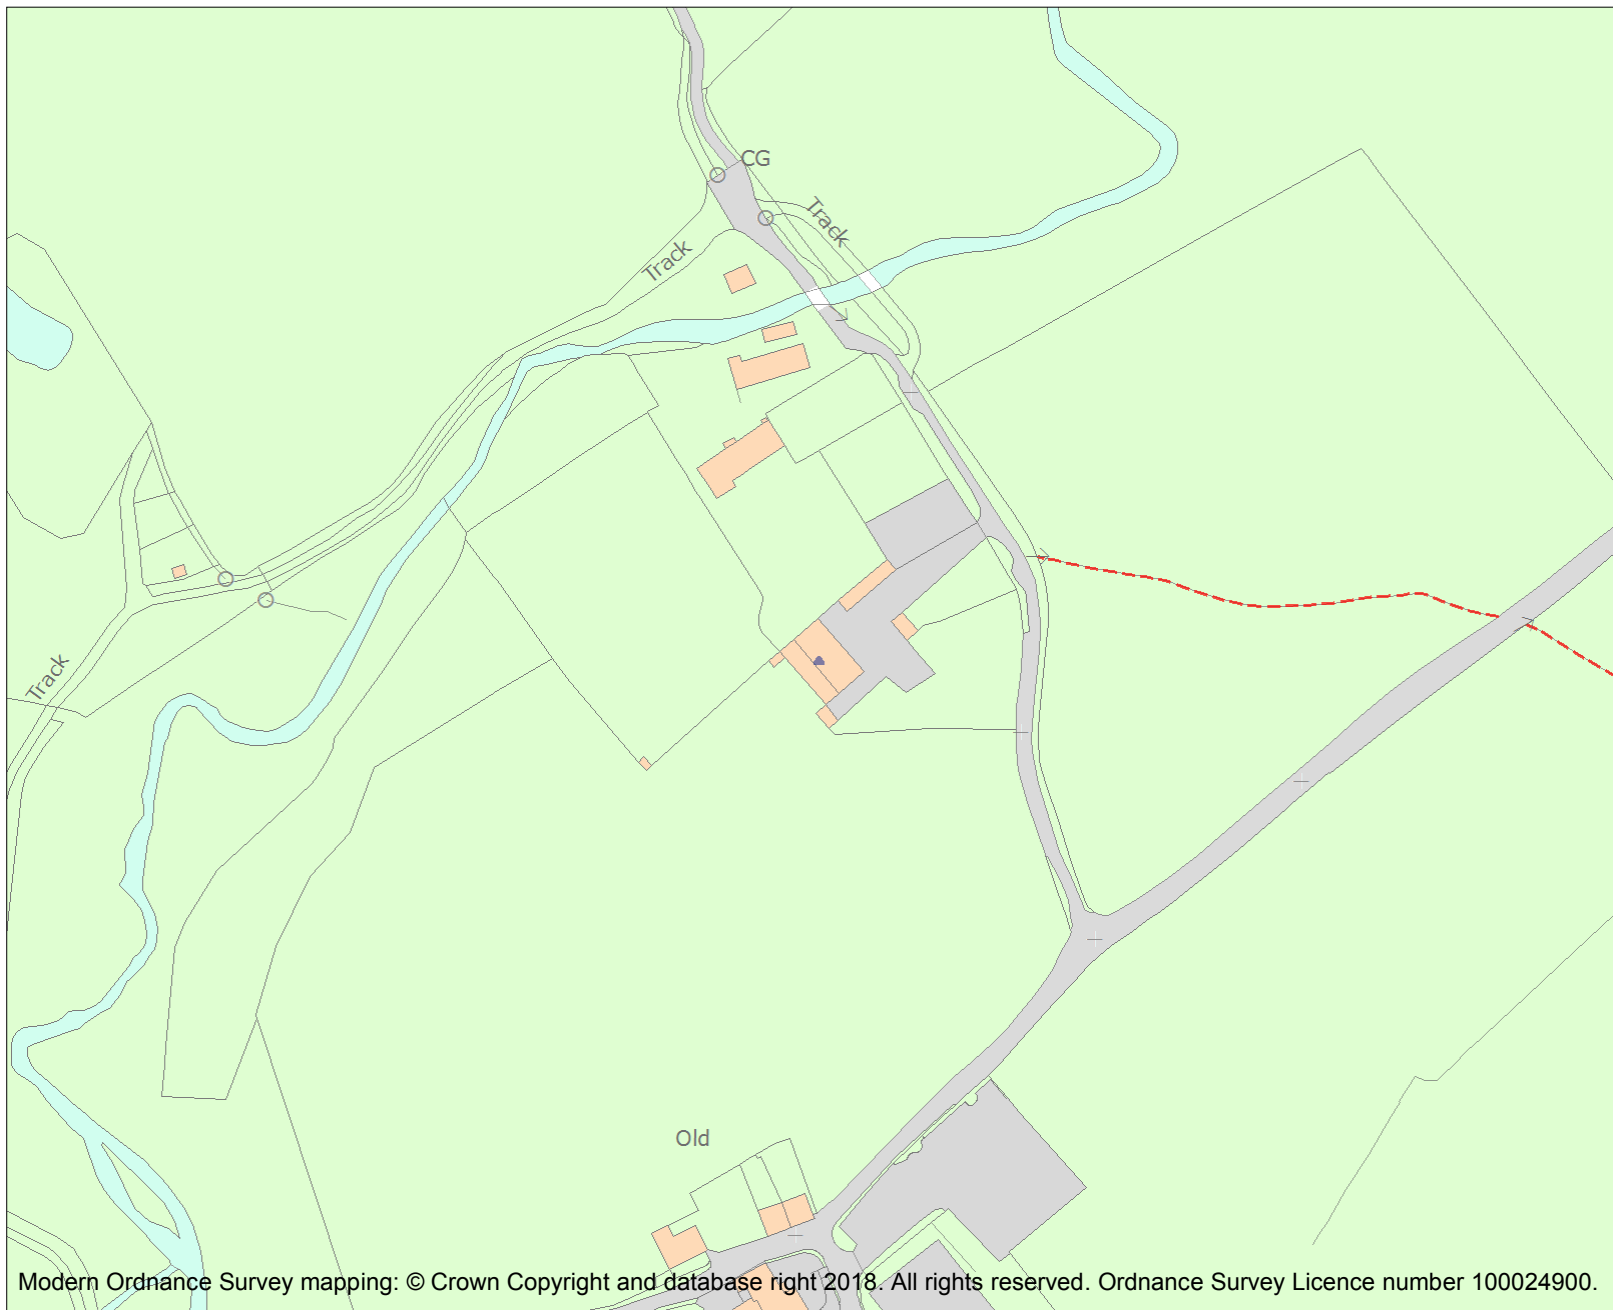 CG
Track
Track
Track
Old
Modern Ordnance Survey mapping: © Crown Copyright and database right 2018. All rights reserved. Ordnance Survey Licence number 100024900.